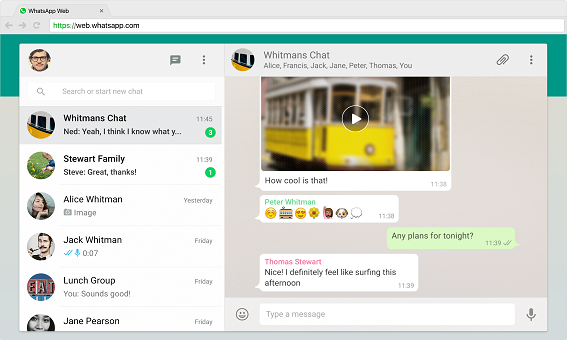 WhatsApp Web
https://web.whatsapp.com
Whitmans Chat
Alice, Francis, Jack, Jane, Peter, Thomas, You
Search or start new chat
Whitmans Chat 11:45
Ned: Yeah, I think I know what y... 3
Stewart Family 11:39
Steve: Great, thanks! 1
Alice Whitman Yesterday
Image
Jack Whitman Friday
0:07
Lunch Group Friday
You: Sounds good!
Jane Pearson Friday
How cool is that!
11:38
Peter Whitman
11:38
Any plans for tonight?
11:39
Thomas Stewart
Nice! I definitely feel like surfing this
afternoon
11:39
Type a message